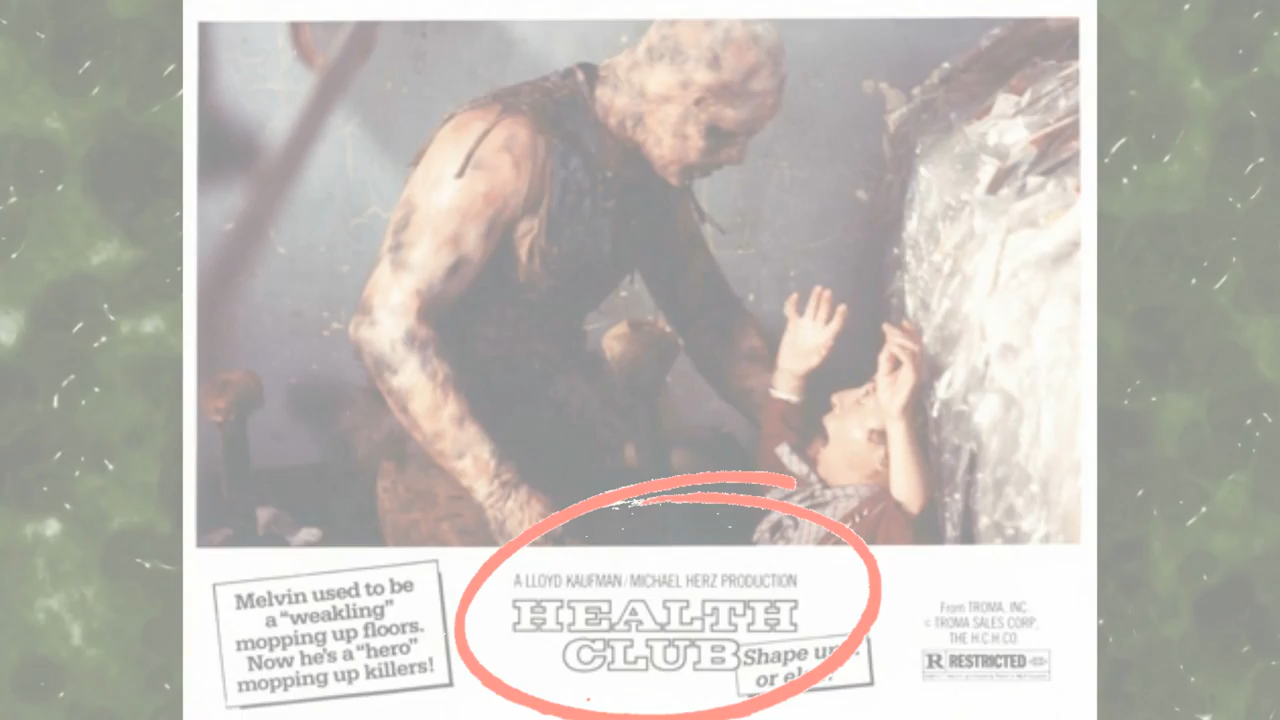 Melvin used to be
a "weakling"
mopping up floors.
Now he's a "hero"
mopping up killers!
A LLOYD KAUFMAN / MICHAEL HERZ PRODUCTION
HEALTH
CLUB
Shape up...
or
From TROMA, INC.
© TROMA SALES CORP.
THE H.C.H. CO.
R RESTRICTED